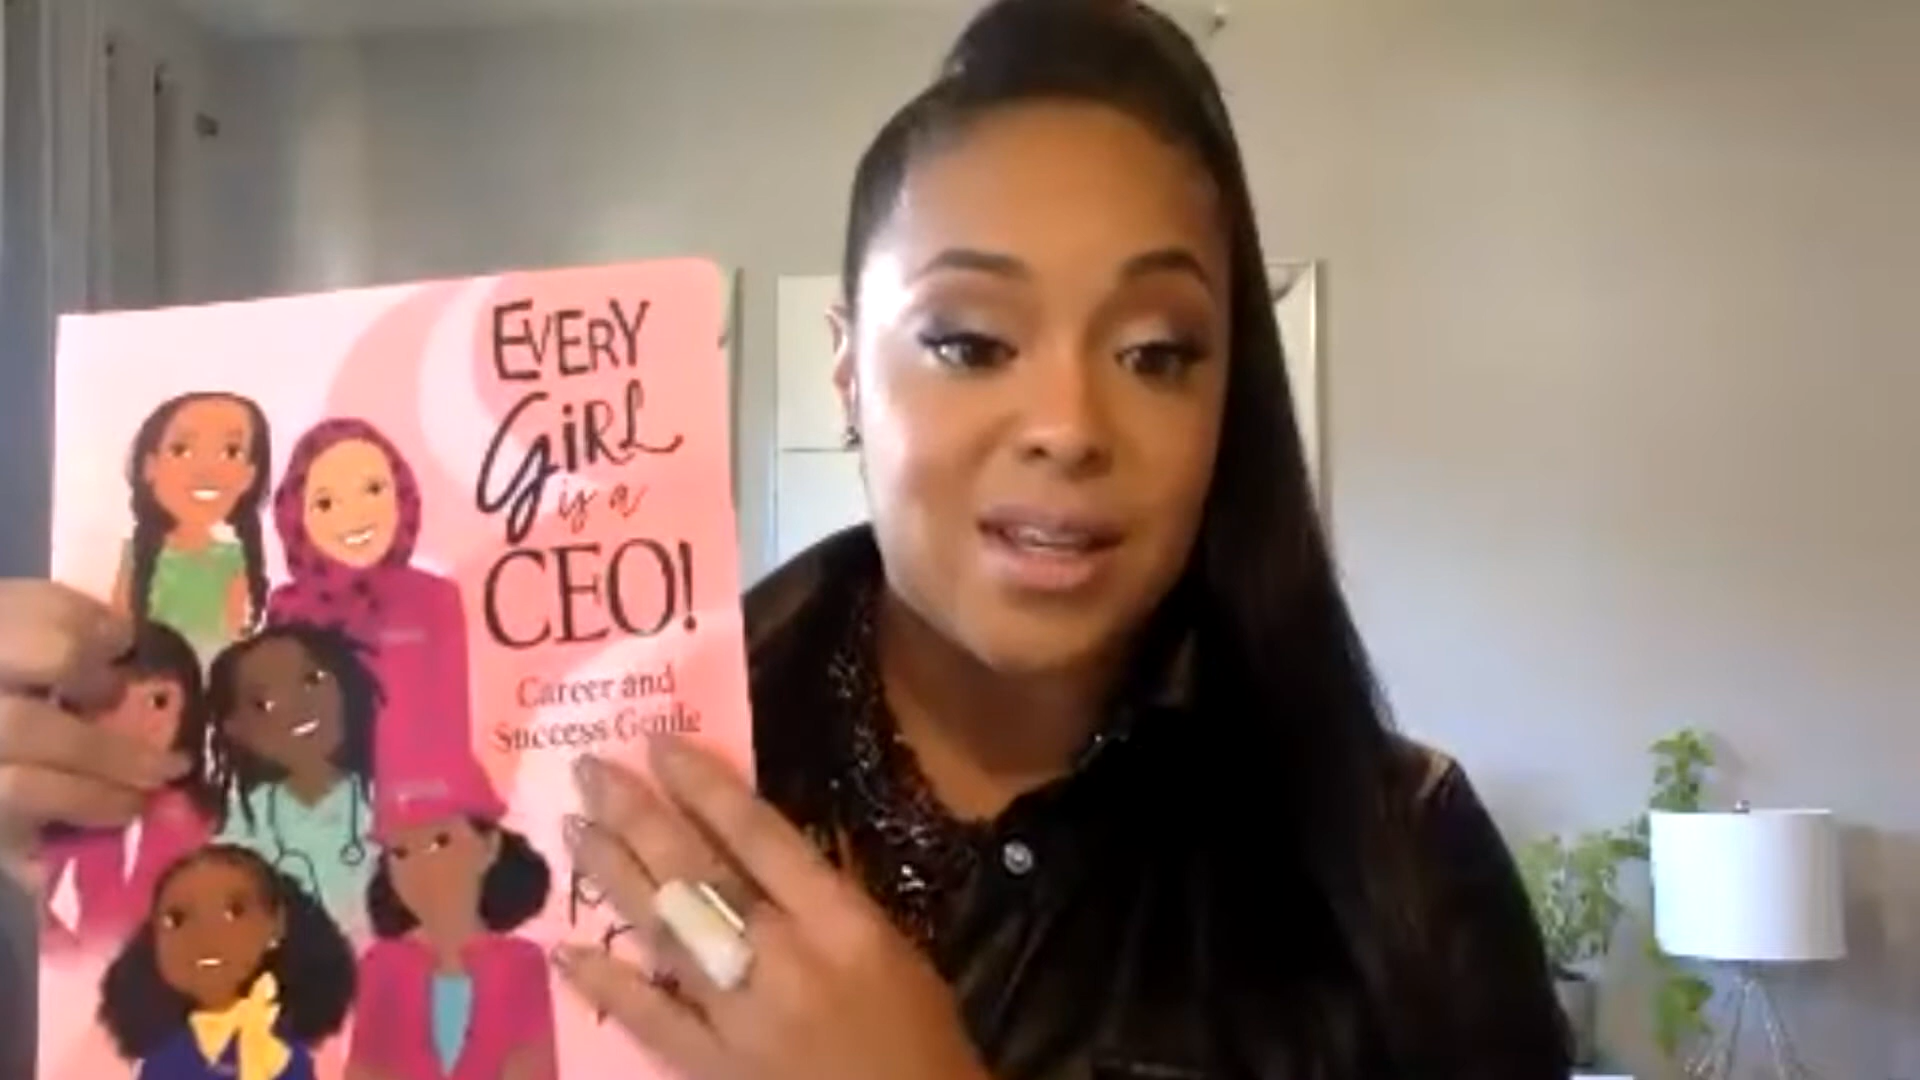 EVERY
GiRL
is a
CEO!
Career and
Success Guide